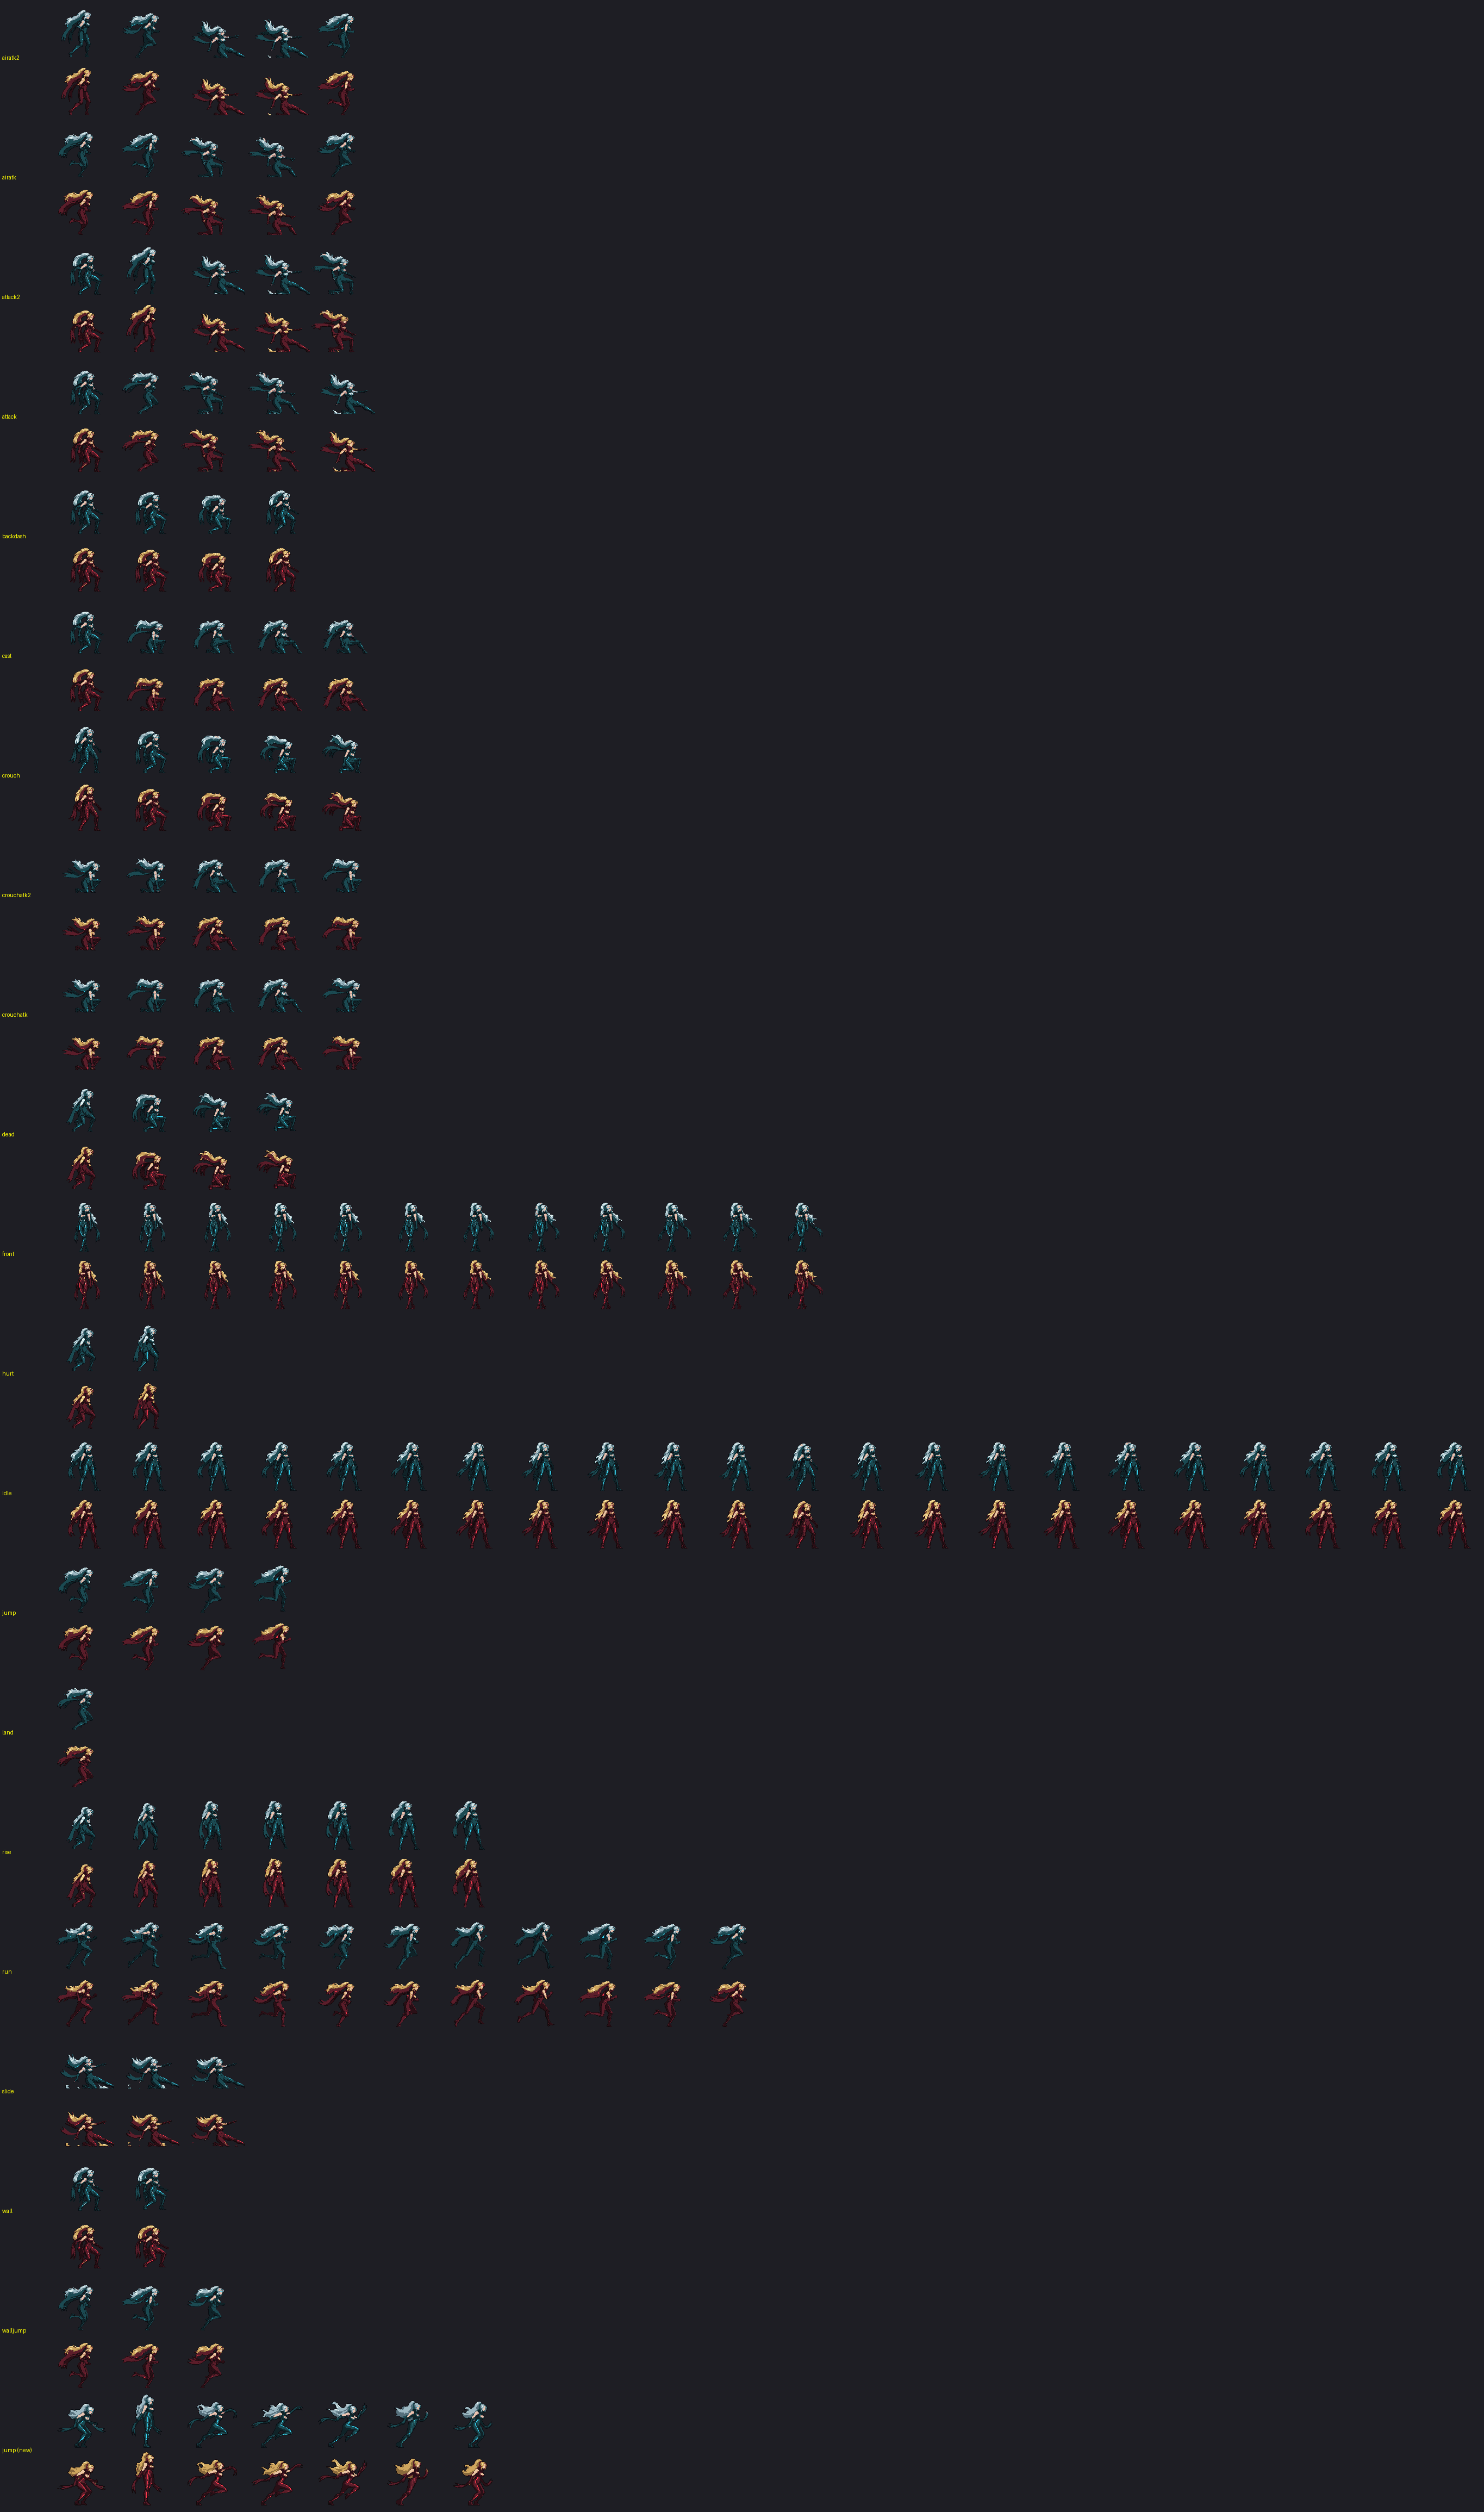 airatk2
airatk
attack2
attack
backdash
cast
crouch
crouchatk2
crouchatk
dead
front
hurt
idle
jump
land
rise
run
slide
wall
walljump
jump (new)